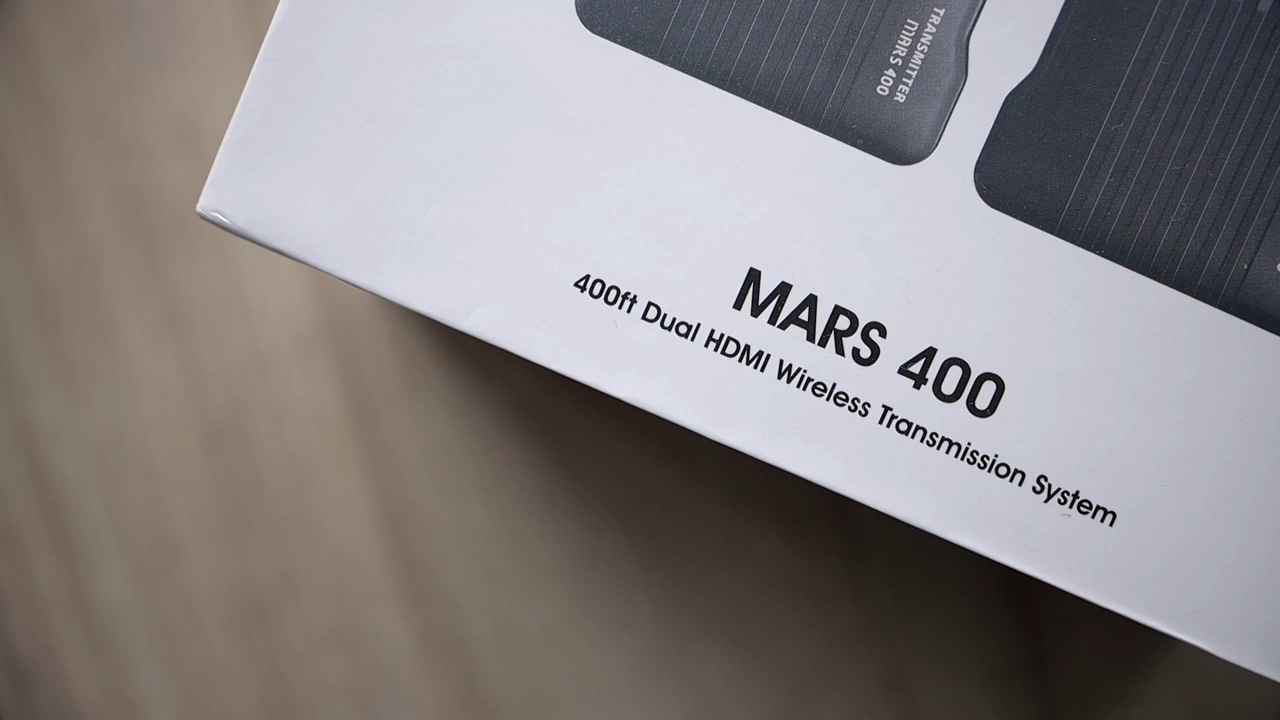 TRANSMITTER
MARS 400
MARS 400
400ft Dual HDMI Wireless Transmission System